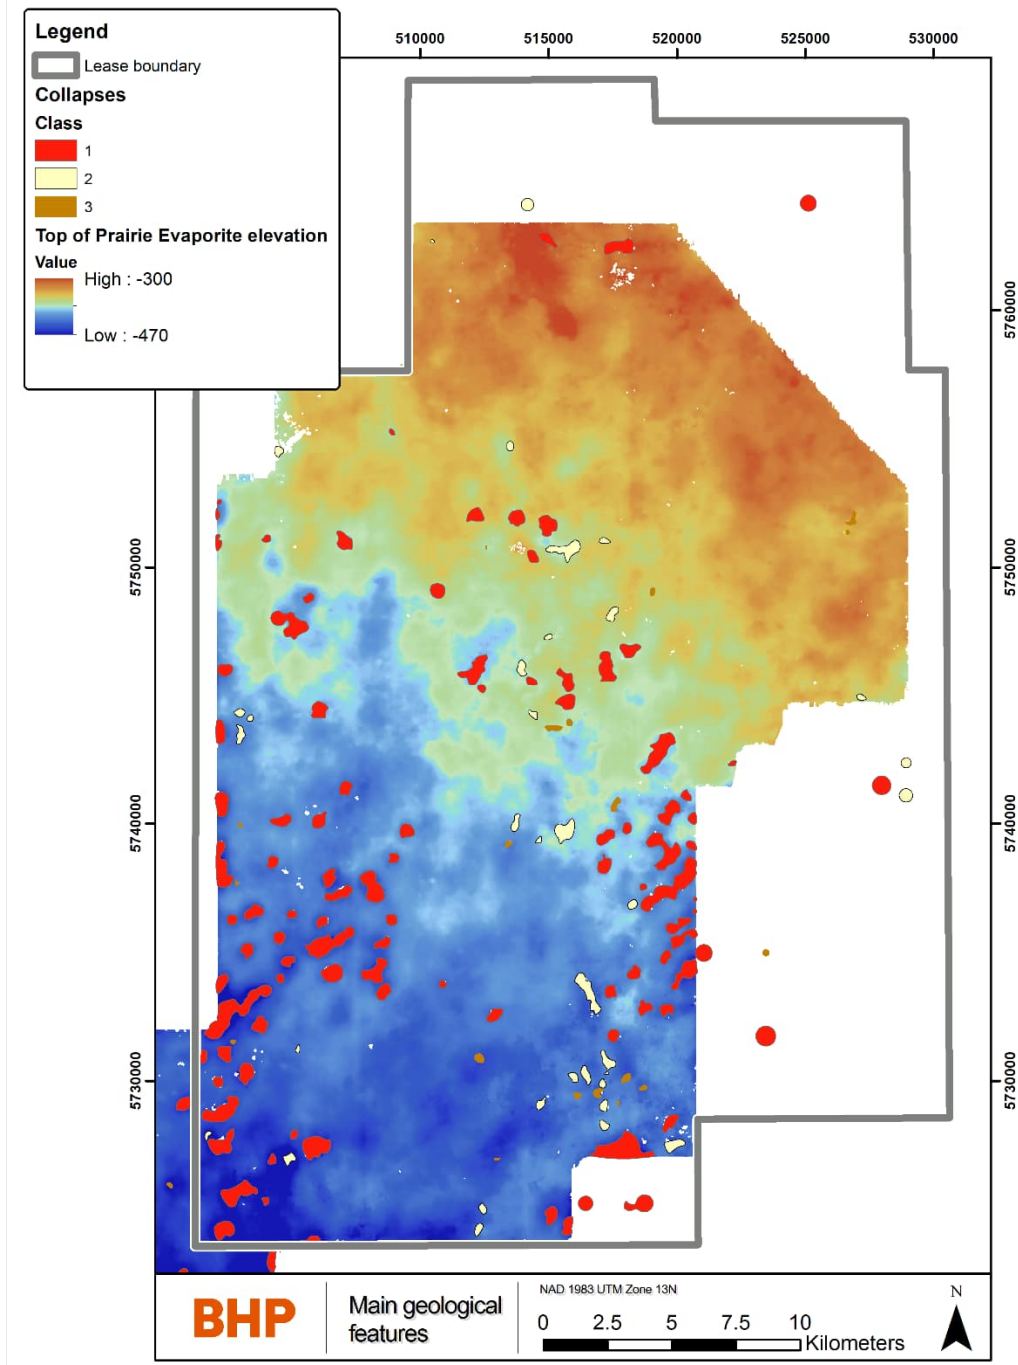 Legend
Lease boundary
Collapses
Class
1
2
3
Top of Prairie Evaporite elevation
Value
High : -300
Low : -470
510000 515000 520000 525000 530000
5760000 5760000
5750000 5750000
5740000 5740000
5730000 5730000
BHP
Main geological
features
NAD 1983 UTM Zone 13N
0 2.5 5 7.5 10
Kilometers
N